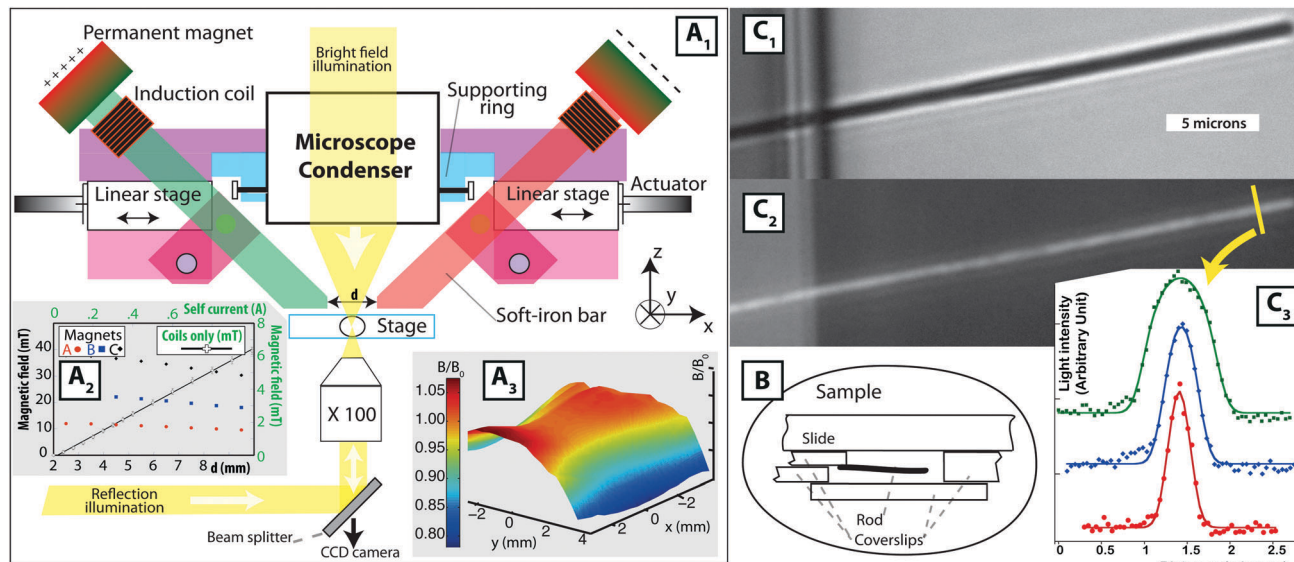 Permanent magnet
++++
Induction coil
Bright field
illumination
Microscope
Condenser
Supporting
ring
A1
Linear stage
Linear stage
Actuator
d
Stage
Soft-iron bar
z
y
x
X 100
Reflection
illumination
Beam splitter
CCD camera
Self current (A)
0 .2 .4 .6
Magnets
A B C
Coils only (mT)
A2
Magnetic field (mT)
40
30
20
10
0
8
6
4
2
0
Magnetic field (mT)
2 3 4 5 6 7 8 d (mm)
B/B0
A3
B/B0
1.05
1.00
0.95
0.90
0.85
0.80
−2
0
2
4
y (mm)
−2
0
2
x (mm)
C1
5 microns
C2
C3
Light intensity
(Arbitrary Unit)
0 0.5 1.0 1.5 2.0 2.5
B
Sample
Slide
Rod
Coverslips